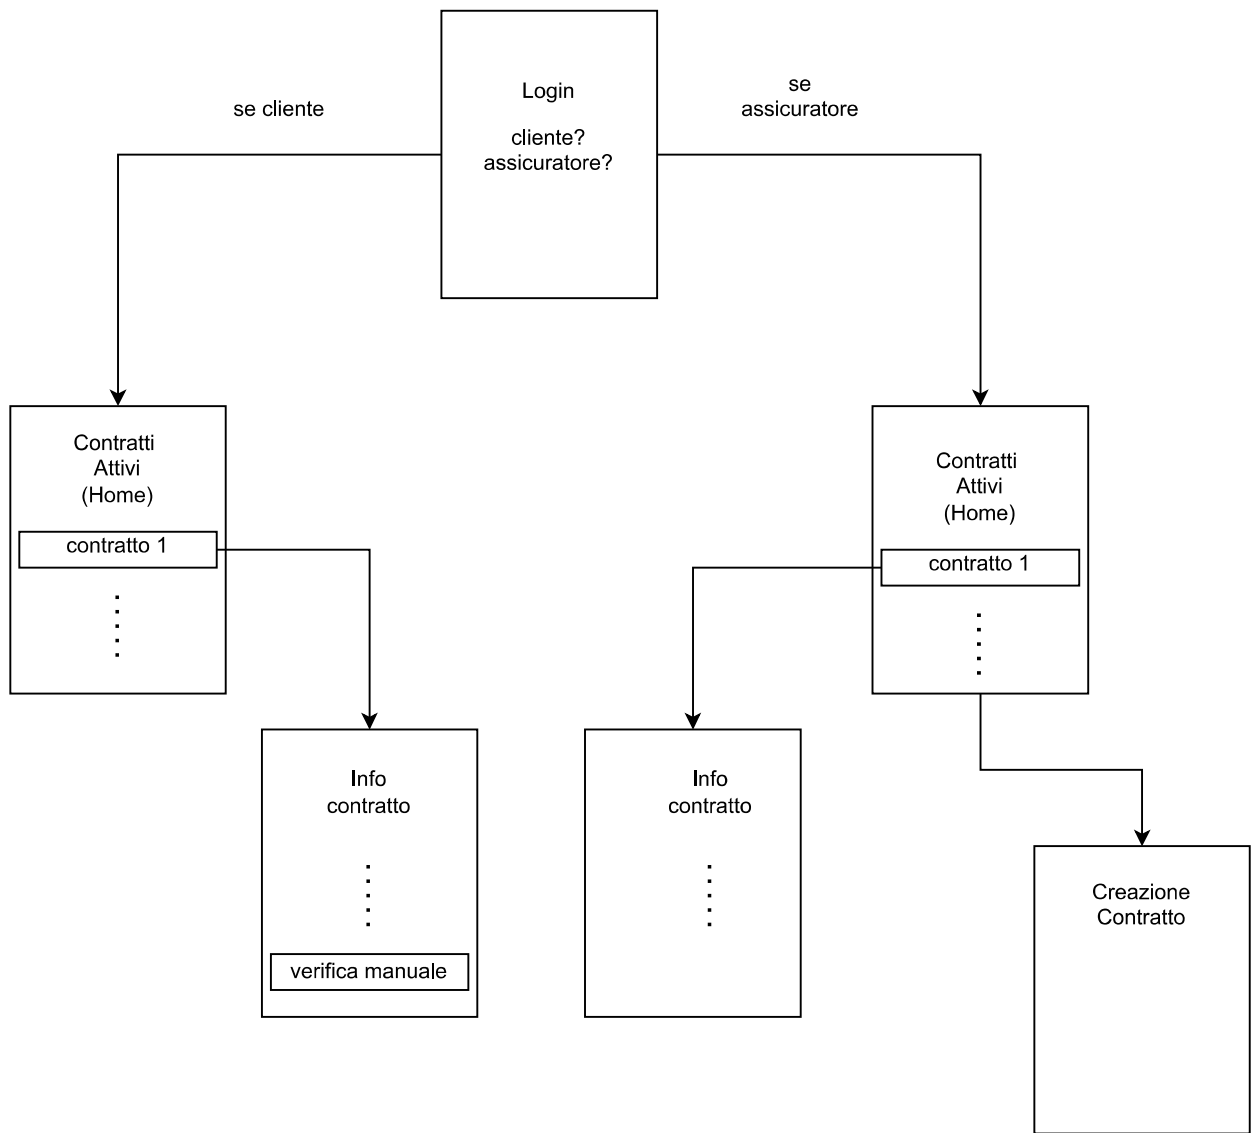 Login
cliente?
assicuratore?
se cliente
se
assicuratore
Contratti
Attivi
(Home)
contratto 1
Contratti
Attivi
(Home)
contratto 1
Info
contratto
verifica manuale
Info
contratto
Creazione
Contratto